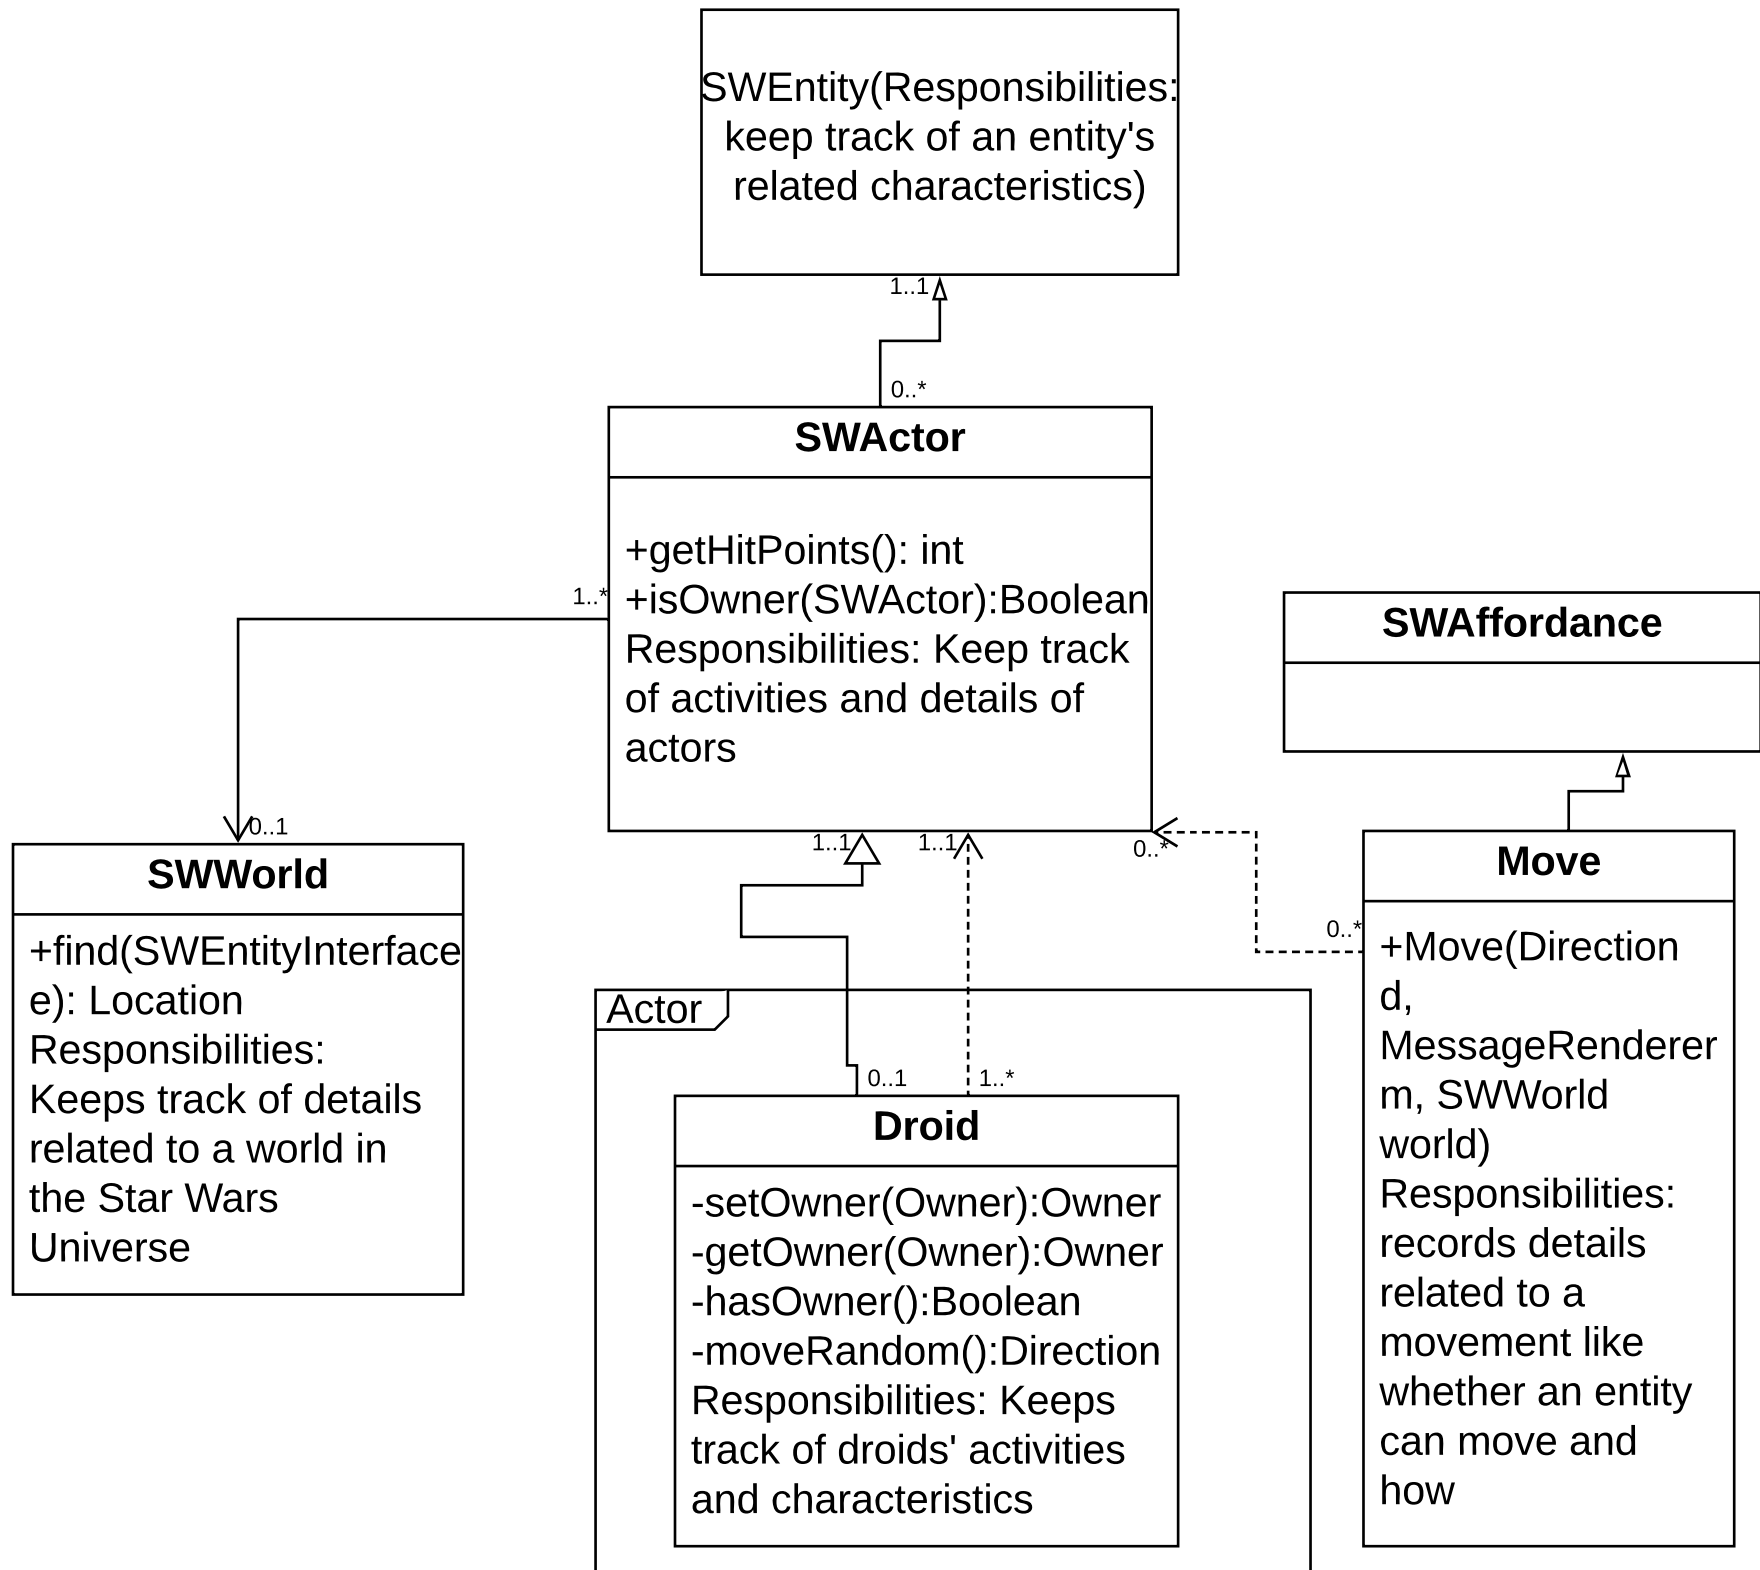 SWEntity(Responsibilities:
keep track of an entity's
related characteristics)
1..1
0..*
SWActor
+getHitPoints(): int
+isOwner(SWActor):Boolean
Responsibilities: Keep track
of activities and details of
actors
1..*
0..1
SWWorld
+find(SWEntityInterface
e): Location
Responsibilities:
Keeps track of details
related to a world in
the Star Wars
Universe
1..1
1..1
0..*
SWAffordance
0..*
Move
+Move(Direction
d,
MessageRenderer
m, SWWorld
world)
Responsibilities:
records details
related to a
movement like
whether an entity
can move and
how
Actor
0..1
1..*
Droid
-setOwner(Owner):Owner
-getOwner(Owner):Owner
-hasOwner():Boolean
-moveRandom():Direction
Responsibilities: Keeps
track of droids' activities
and characteristics